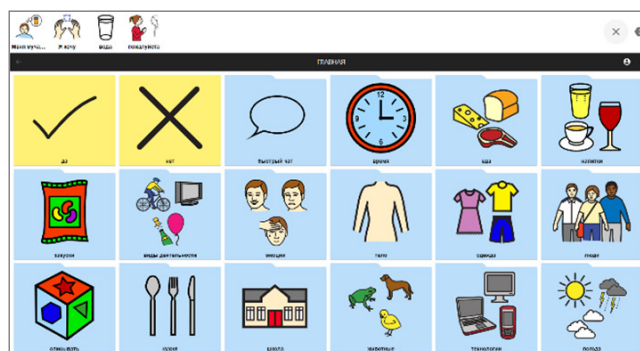 Меня муча...
Я хочу
вода
пожалуйста
ГЛАВНАЯ
да
нет
быстрый чат
время
еда
напитки
закуски
виды деятельности
эмоции
тело
одежда
люди
описывать
кухня
школа
животные
технологии
погода